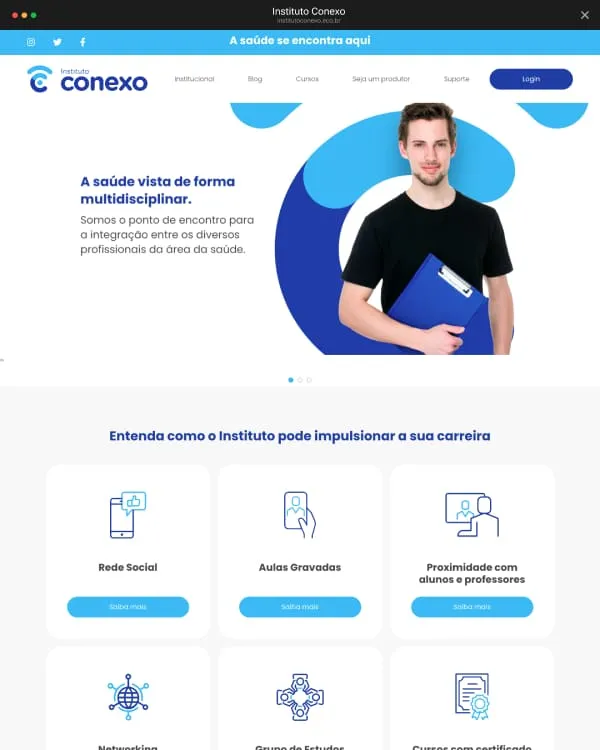 Instituto Conexo
institutoconexo.eco.br
A saúde se encontra aqui
Instituto
conexo
Institucional
Blog
Cursos
Seja um produtor
Suporte
Login
A saúde vista de forma
multidisciplinar.
Somos o ponto de encontro para
a integração entre os diversos
profissionais da área da saúde.
Entenda como o Instituto pode impulsionar a sua carreira
Rede Social
Aulas Gravadas
Proximidade com
alunos e professores
Saiba mais
Saiba mais
Saiba mais
Networking
Grupo de Estudos
Cursos com certificado